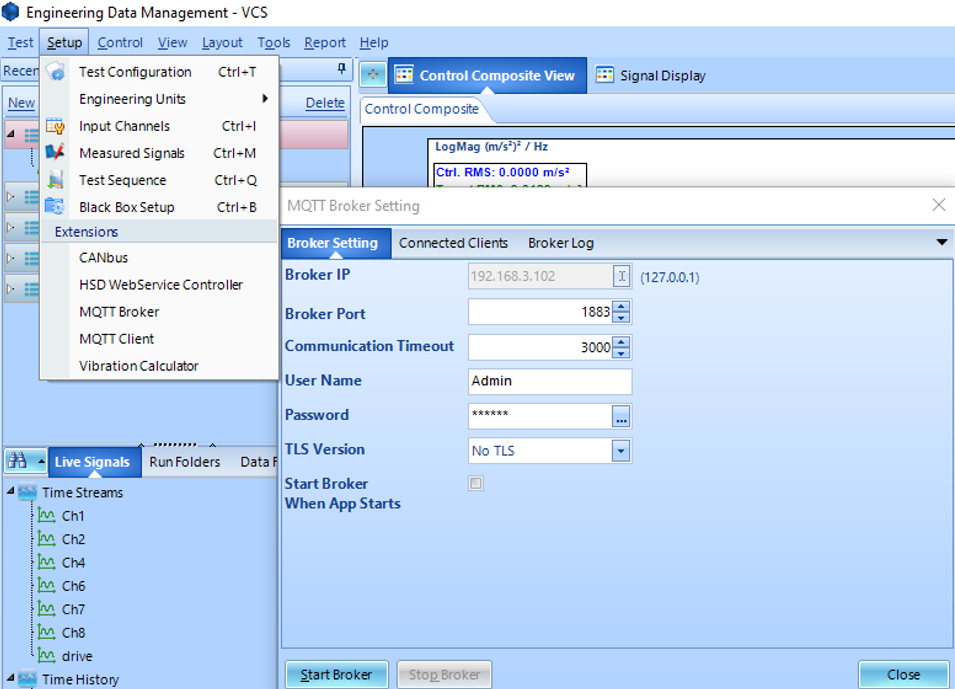 Engineering Data Management - VCS
Test Setup Control View Layout Tools Report Help
Recen
New Delete
Test Configuration Ctrl+T
Engineering Units
Input Channels Ctrl+I
Measured Signals Ctrl+M
Test Sequence Ctrl+Q
Black Box Setup Ctrl+B
Extensions
CANbus
HSD WebService Controller
MQTT Broker
MQTT Client
Vibration Calculator
Control Composite View Signal Display
Control Composite
LogMag (m/s²)² / Hz
Ctrl. RMS: 0.0000 m/s²
MQTT Broker Setting
Broker Setting Connected Clients Broker Log
Broker IP 192.168.3.102 (127.0.0.1)
Broker Port 1883
Communication Timeout 3000
User Name Admin
Password ****** ...
TLS Version No TLS
Start Broker
When App Starts
Start Broker Stop Broker Close
Live Signals Run Folders Data F
Time Streams
Ch1
Ch2
Ch4
Ch6
Ch7
Ch8
drive
Time History